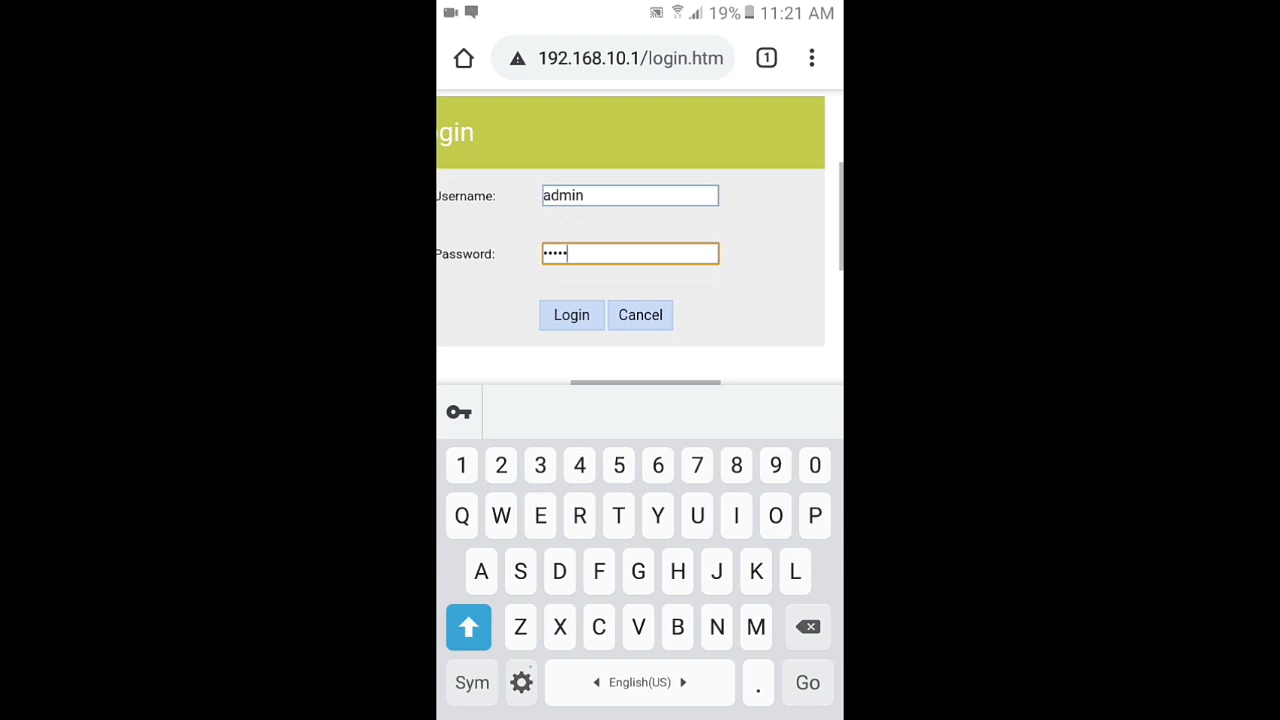 19% 11:21 AM
192.168.10.1/login.htm 1
gin
Username: admin
Password: •••••
Login Cancel
1 2 3 4 5 6 7 8 9 0
Q W E R T Y U I O P
A S D F G H J K L
Z X C V B N M
Sym English(US) . Go